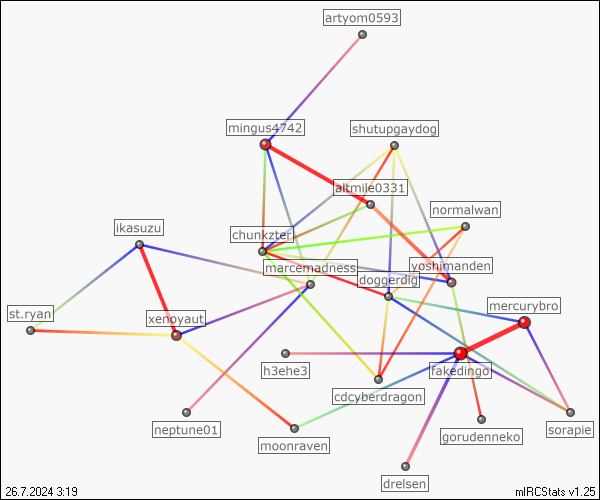 artyom0593
mingus4742
shutupgaydog
altmile0331
normalwan
ikasuzu
chunkzter
marcemadness
yoshimanden
doggerdig
mercurybro
st.ryan
xenoyaut
h3ehe3
fakedingo
cdcyberdragon
neptune01
gorudenneko
sorapie
moonraven
drelsen
26.7.2024 3:19
mIRCStats v1.25